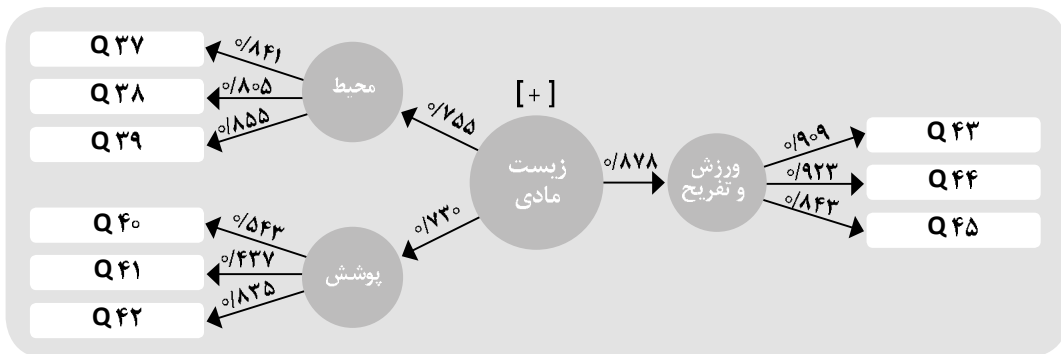 [+]
زیست
مادی
۰/۸۷۸
ورزش
و تفریح
۰/۹۰۹
Q ۴۳
۰/۹۲۳
Q ۴۴
۰/۸۴۳
Q ۴۵
۰/۷۵۵
محیط
۰/۸۴۱
Q ۳۷
۰/۸۰۵
Q ۳۸
۰/۸۵۵
Q ۳۹
۰/۷۳۰
پوشش
۰/۵۴۳
Q ۴۰
۰/۴۳۷
Q ۴۱
۰/۸۳۵
Q ۴۲